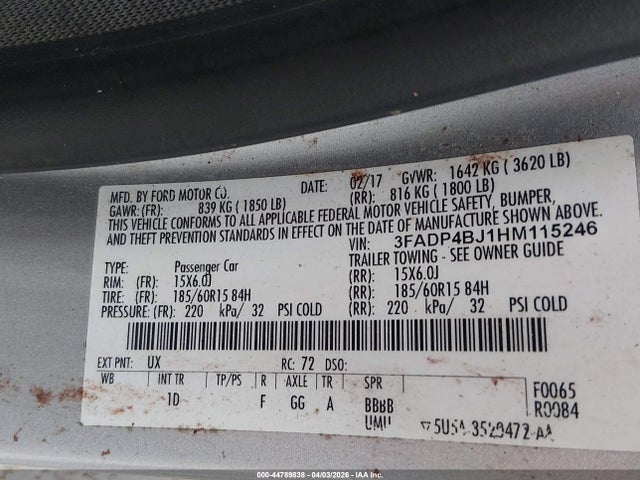 MFD. BY FORD MOTOR CO.
DATE: 02/17 GVWR: 1642 KG ( 3620 LB)
GAWR: (FR): 839 KG ( 1850 LB) (RR): 816 KG ( 1800 LB)
THIS VEHICLE CONFORMS TO ALL APPLICABLE FEDERAL MOTOR VEHICLE SAFETY, BUMPER,
AND THEFT PREVENTION STANDARDS IN EFFECT ON THE DATE OF MANUFACTURE SHOWN ABOVE.
VIN: 3FADP4BJ1HM115246
TYPE: Passenger Car TRAILER TOWING - SEE OWNER GUIDE
RIM: (FR) 15X6.0J (RR): 15X6.0J
TIRE: (FR) 185/60R15 84H (RR): 185/60R15 84H
PRESSURE: (FR): 220 kPa/ 32 PSI COLD (RR): 220 kPa/ 32 PSI COLD
EXT PNT: UX RC: 72 DSO:
WB INT TR TP/PS R AXLE TR SPR
1D F GG A BBBB F0065
UMU R0084
3529472-AA
000-44789838 - 04/03/2026 - IAAI.COM